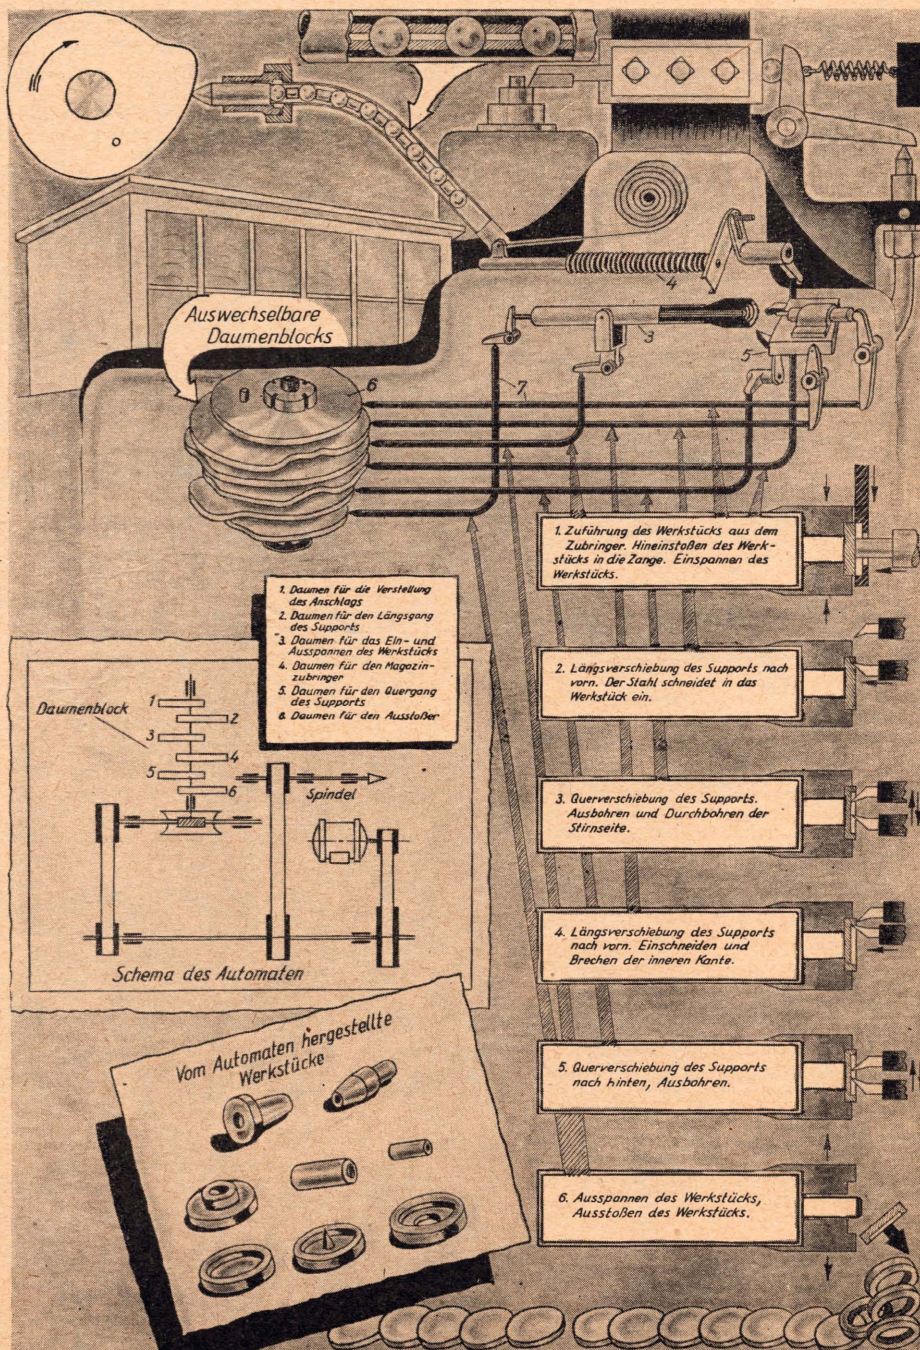 Auswechselbare
Daumenblocks
4
3
5
6
7
1. Zuführung des Werkstücks aus dem
Zubringer. Hineinstoßen des Werk-
stücks in die Zange. Einspannen des
Werkstücks.
1. Daumen für die Verstellung
des Anschlags
2. Daumen für den Längsgang
des Supports
3. Daumen für das Ein- und
Ausspannen des Werkstücks
4. Daumen für den Magazin-
zubringer
5. Daumen für den Quergang
des Supports
6. Daumen für den Ausstoßer
2. Längsverschiebung des Supports nach
vorn. Der Stahl schneidet in das
Werkstück ein.
Daumenblock
1
2
3
4
5
6
Spindel
Schema des Automaten
3. Querverschiebung des Supports.
Ausbohren und Durchbohren der
Stirnseite.
4. Längsverschiebung des Supports
nach vorn. Einschneiden und
Brechen der inneren Kante.
Vom Automaten hergestellte
Werkstücke
5. Querverschiebung des Supports
nach hinten, Ausbohren.
6. Ausspannen des Werkstücks,
Ausstoßen des Werkstücks.